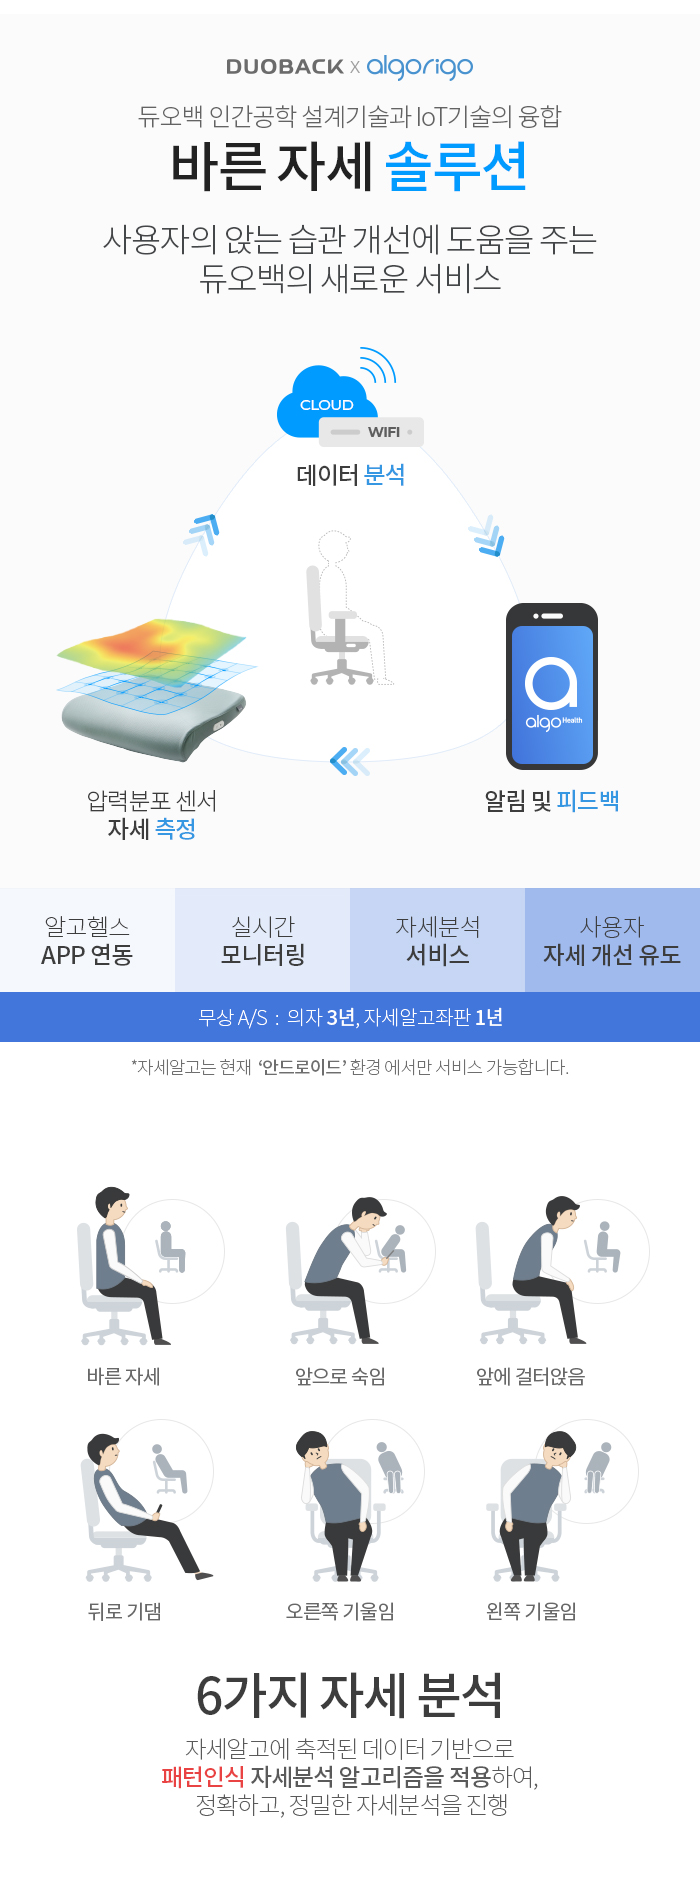 DUOBACK x algorigo
듀오백 인간공학 설계기술과 IoT기술의 융합
바른 자세 솔루션
사용자의 앉는 습관 개선에 도움을 주는
듀오백의 새로운 서비스
CLOUD
WIFI
데이터 분석
algo Health
압력분포 센서
자세 측정
알림 및 피드백
알고헬스
APP 연동
실시간
모니터링
자세분석
서비스
사용자
자세 개선 유도
무상 A/S : 의자 3년, 자세알고좌판 1년
*자세알고는 현재 ‘안드로이드’ 환경 에서만 서비스 가능합니다.
바른 자세
앞으로 숙임
앞에 걸터앉음
뒤로 기댐
오른쪽 기울임
왼쪽 기울임
6가지 자세 분석
자세알고에 축적된 데이터 기반으로
패턴인식 자세분석 알고리즘을 적용하여,
정확하고, 정밀한 자세분석을 진행